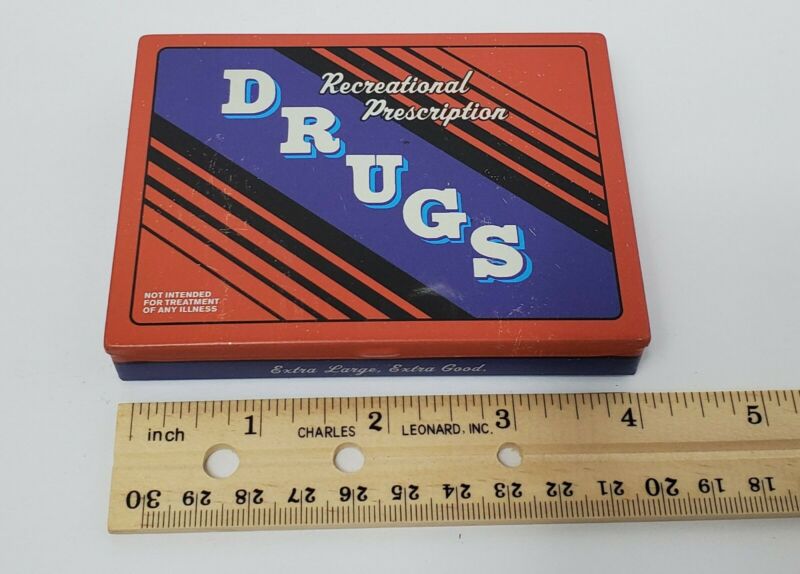 Recreational
Prescription
DRUGS
NOT INTENDED
FOR TREATMENT
OF ANY ILLNESS
Extra Large, Extra Good.
inch 1 CHARLES 2 LEONARD, INC. 3 4 5
30 29 28 27 26 25 24 23 22 21 20 19 18